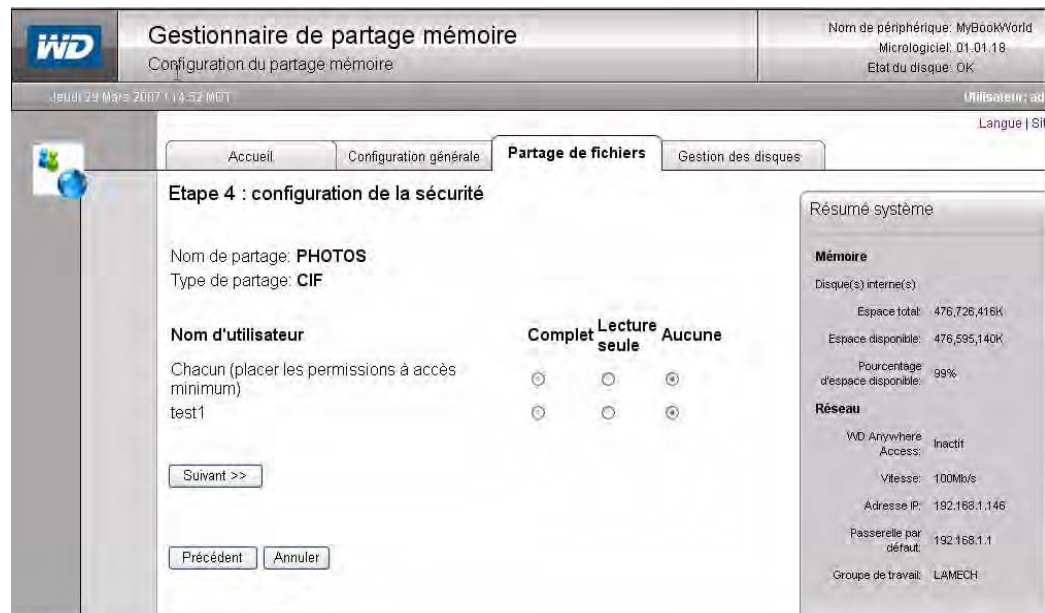 WD
Gestionnaire de partage mémoire
Configuration du partage mémoire
Nom de périphérique: MyBookWorld
Micrologiciel: 01.01.18
Etat du disque: OK
Jeudi 29 Mars 2007 / 14:52 MDT
Utilisateur: ad
Langue | Sit
Accueil
Configuration générale
Partage de fichiers
Gestion des disques
Etape 4 : configuration de la sécurité
Nom de partage: PHOTOS
Type de partage: CIF
Nom d'utilisateur
Complet
Lecture
seule
Aucune
Chacun (placer les permissions à accès
minimum)
test1
Suivant >>
Précédent
Annuler
Résumé système
Mémoire
Disque(s) interne(s)
Espace total: 476,726,416K
Espace disponible: 476,595,140K
Pourcentage
d'espace disponible: 99%
Réseau
WD Anywhere
Access: Inactif
Vitesse: 100Mb/s
Adresse IP: 192.168.1.146
Passerelle par
défaut: 192.168.1.1
Groupe de travail: LAMECH